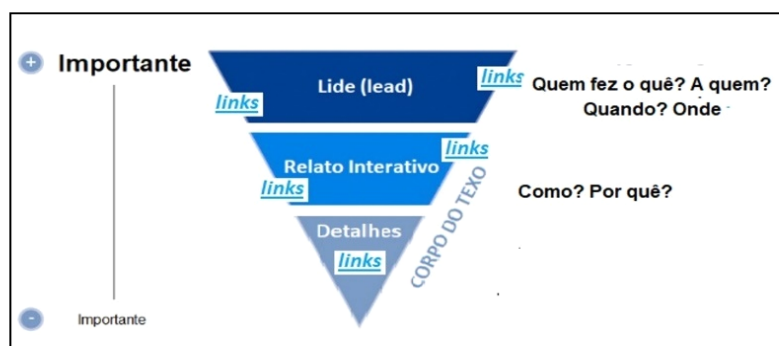 + Importante
Lide (lead)
links
links
Quem fez o quê? A quem?
Quando? Onde
Relato Interativo
links
links
Como? Por quê?
Detalhes
links
CORPO DO TEXO
- Importante